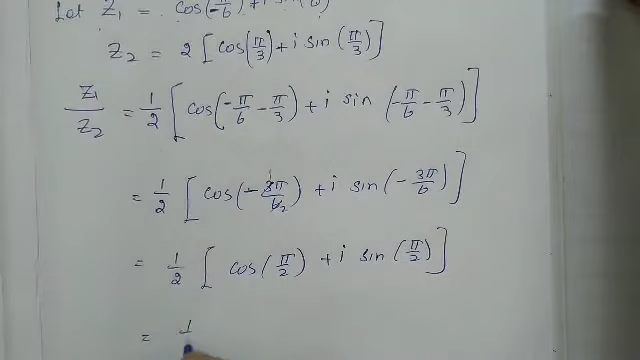 Let Z₁ = cos(-π/6) + i sin(
Z₂ = 2 [cos(π/3) + i sin(π/3)]
Z₁/Z₂ = 1/2 [cos(-π/6 - π/3) + i sin(-π/6 - π/3)]
= 1/2 [cos(-3π/6) + i sin(-3π/6)]
= 1/2 [cos(π/2) + i sin(π/2)]
= 1